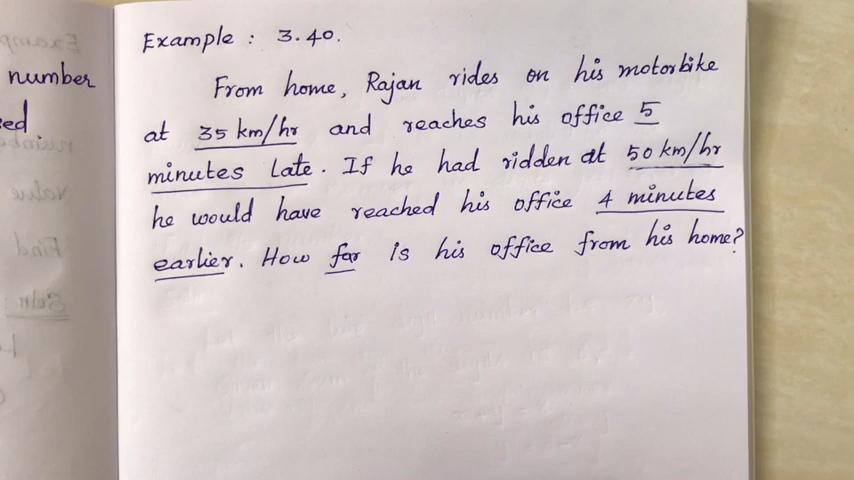 number
ed
Example : 3.40.
From home, Rajan rides on his motorbike
at 35 km/hr and reaches his office 5
minutes late. If he had ridden at 50 km/hr
he would have reached his office 4 minutes
earlier. How far is his office from his home?